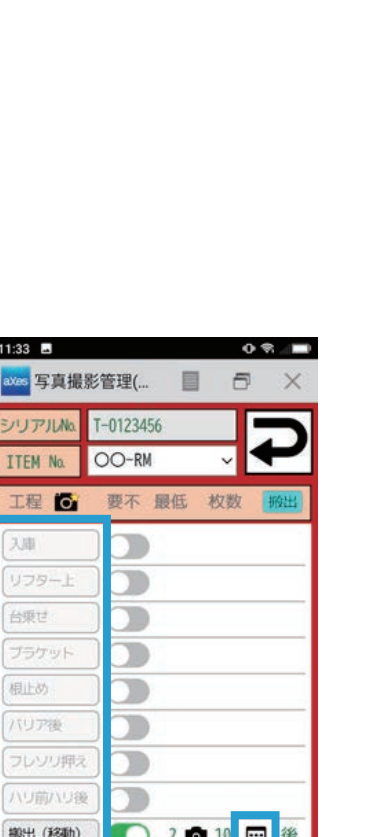 11:33
aXes 写真撮影管理(...
シリアルNo. T-0123456
ITEM No. 〇〇-RM
工程 要不 最低 枚数 搬出
入庫
リフター上
台乗せ
ブラケット
根止め
バリア後
フレソリ押え
ハリ前ハリ後
搬出（移動） 2 10 後